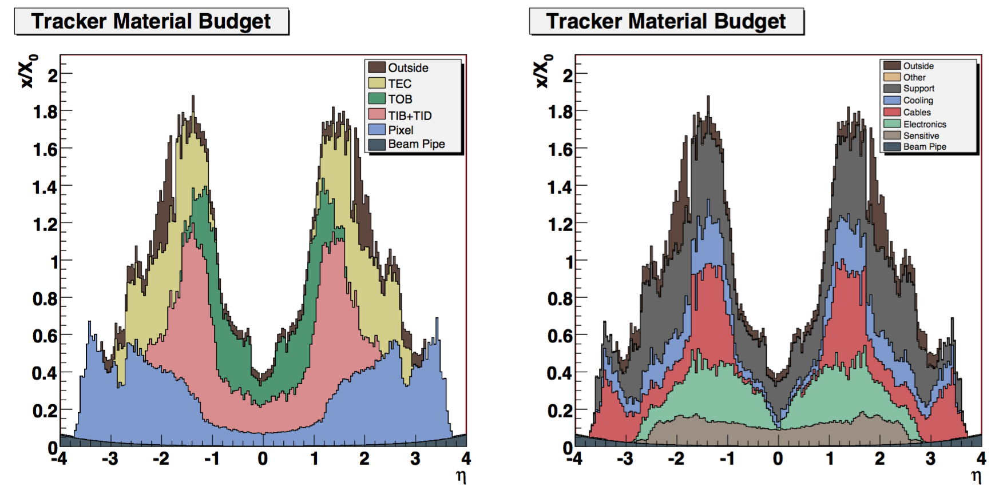 Tracker Material Budget
x/X0
2
1.8
1.6
1.4
1.2
1
0.8
0.6
0.4
0.2
0
-4 -3 -2 -1 0 1 2 3 4
η
Outside
TEC
TOB
TIB+TID
Pixel
Beam Pipe
Tracker Material Budget
x/X0
2
1.8
1.6
1.4
1.2
1
0.8
0.6
0.4
0.2
0
-4 -3 -2 -1 0 1 2 3 4
η
Outside
Other
Support
Cooling
Cables
Electronics
Sensitive
Beam Pipe